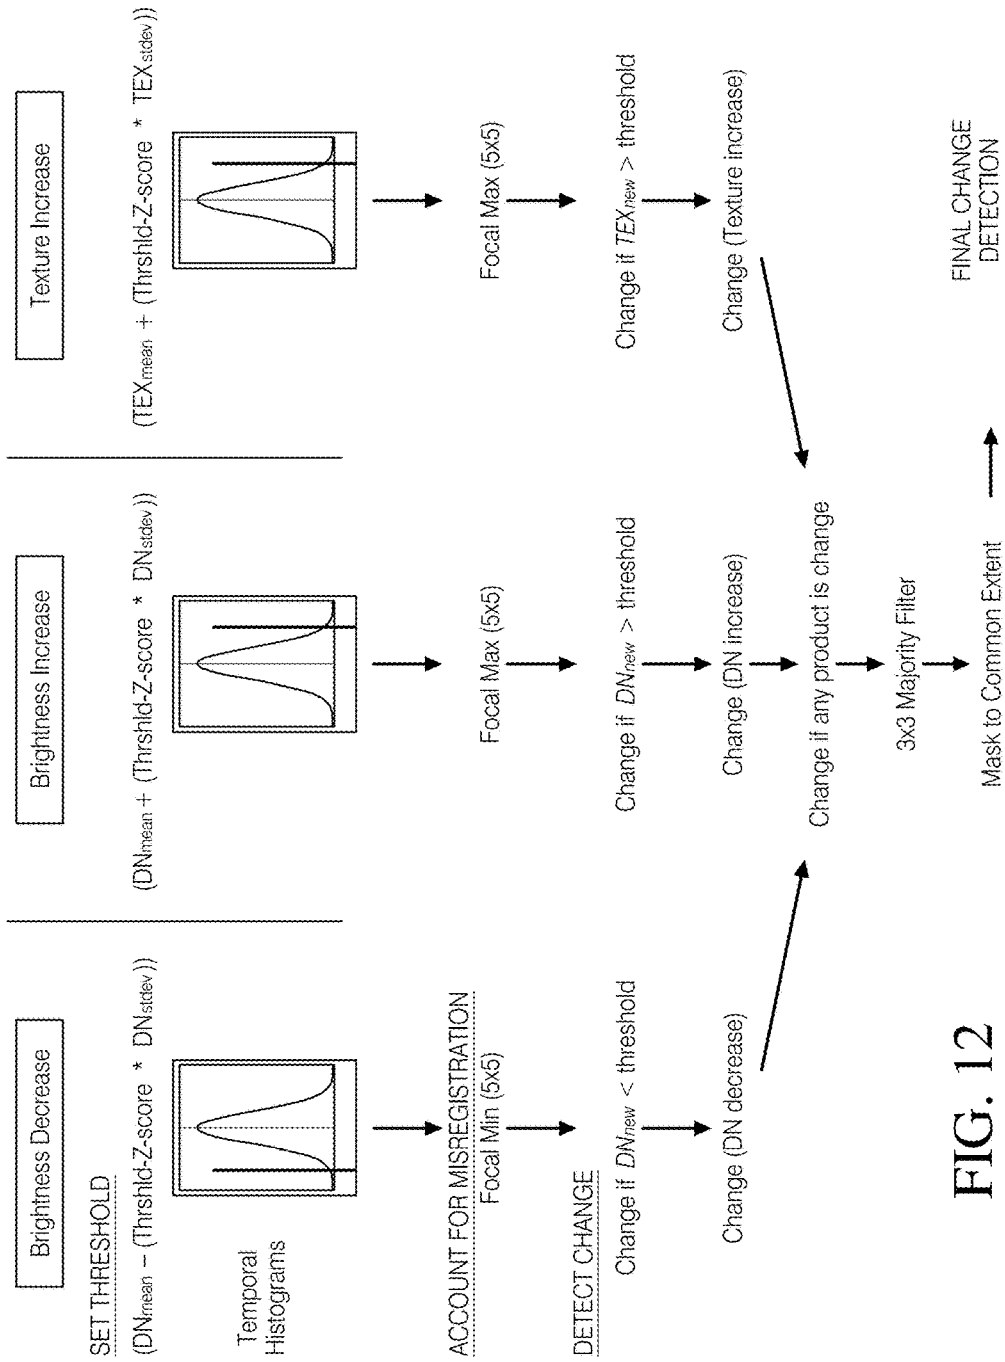 Brightness Decrease
Brightness Increase
Texture Increase
SET THRESHOLD
(DNmean – (Thrshld-Z-score * DNstdev))
(DNmean + (Thrshld-Z-score * DNstdev))
(TEXmean + (Thrshld-Z-score * TEXstdev))
Temporal
Histograms
ACCOUNT FOR MISREGISTRATION
Focal Min (5x5)
Focal Max (5x5)
Focal Max (5x5)
DETECT CHANGE
Change if DNnew < threshold
Change if DNnew > threshold
Change if TEXnew > threshold
Change (DN decrease)
Change (DN increase)
Change (Texture increase)
Change if any product is change
3x3 Majority Filter
Mask to Common Extent
FINAL CHANGE
DETECTION
FIG. 12